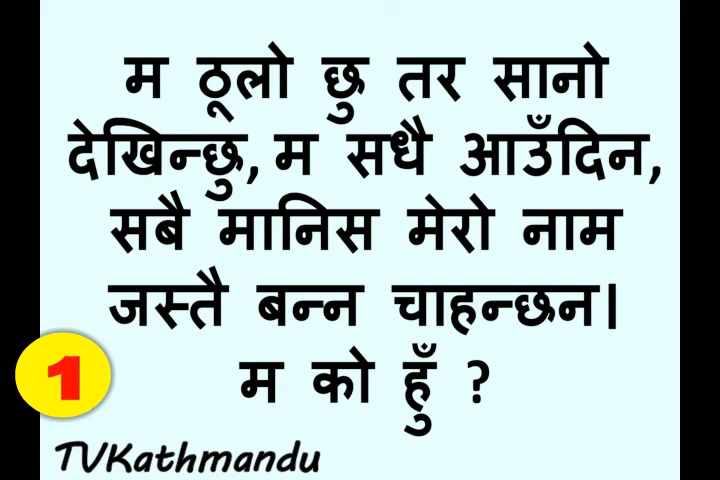 म ठूलो छु तर सानो
देखिन्छु, म सधै आउँदिन,
सबै मानिस मेरो नाम
जस्तै बन्न चाहन्छन।
म को हुँ ?
1
TVKathmandu